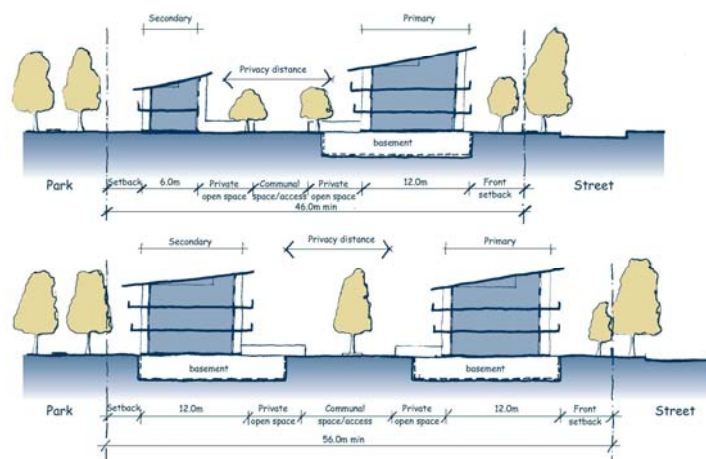 Secondary
Primary
Privacy distance
basement
Park
Setback
6.0m
Private
open space
Communal
space/access
Private
open space
12.0m
Front
setback
Street
46.0m min
Secondary
Privacy distance
Primary
basement
basement
Park
Setback
12.0m
Private
open space
Communal
space/access
Private
open space
12.0m
Front
setback
Street
56.0m min